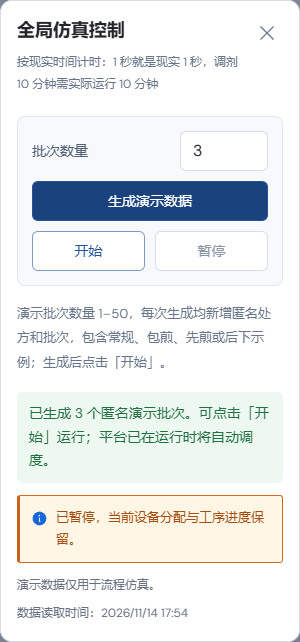 全局仿真控制
按现实时间计时：1 秒就是现实 1 秒，调剂
10 分钟需实际运行 10 分钟
批次数量
3
生成演示数据
开始
暂停
演示批次数量 1–50，每次生成均新增匿名处
方和批次，包含常规、包煎、先煎或后下示
例；生成后点击「开始」。
已生成 3 个匿名演示批次。可点击「开
始」运行；平台已在运行时将自动调
度。
已暂停，当前设备分配与工序进度保
留。
演示数据仅用于流程仿真。
数据读取时间：2026/11/14 17:54